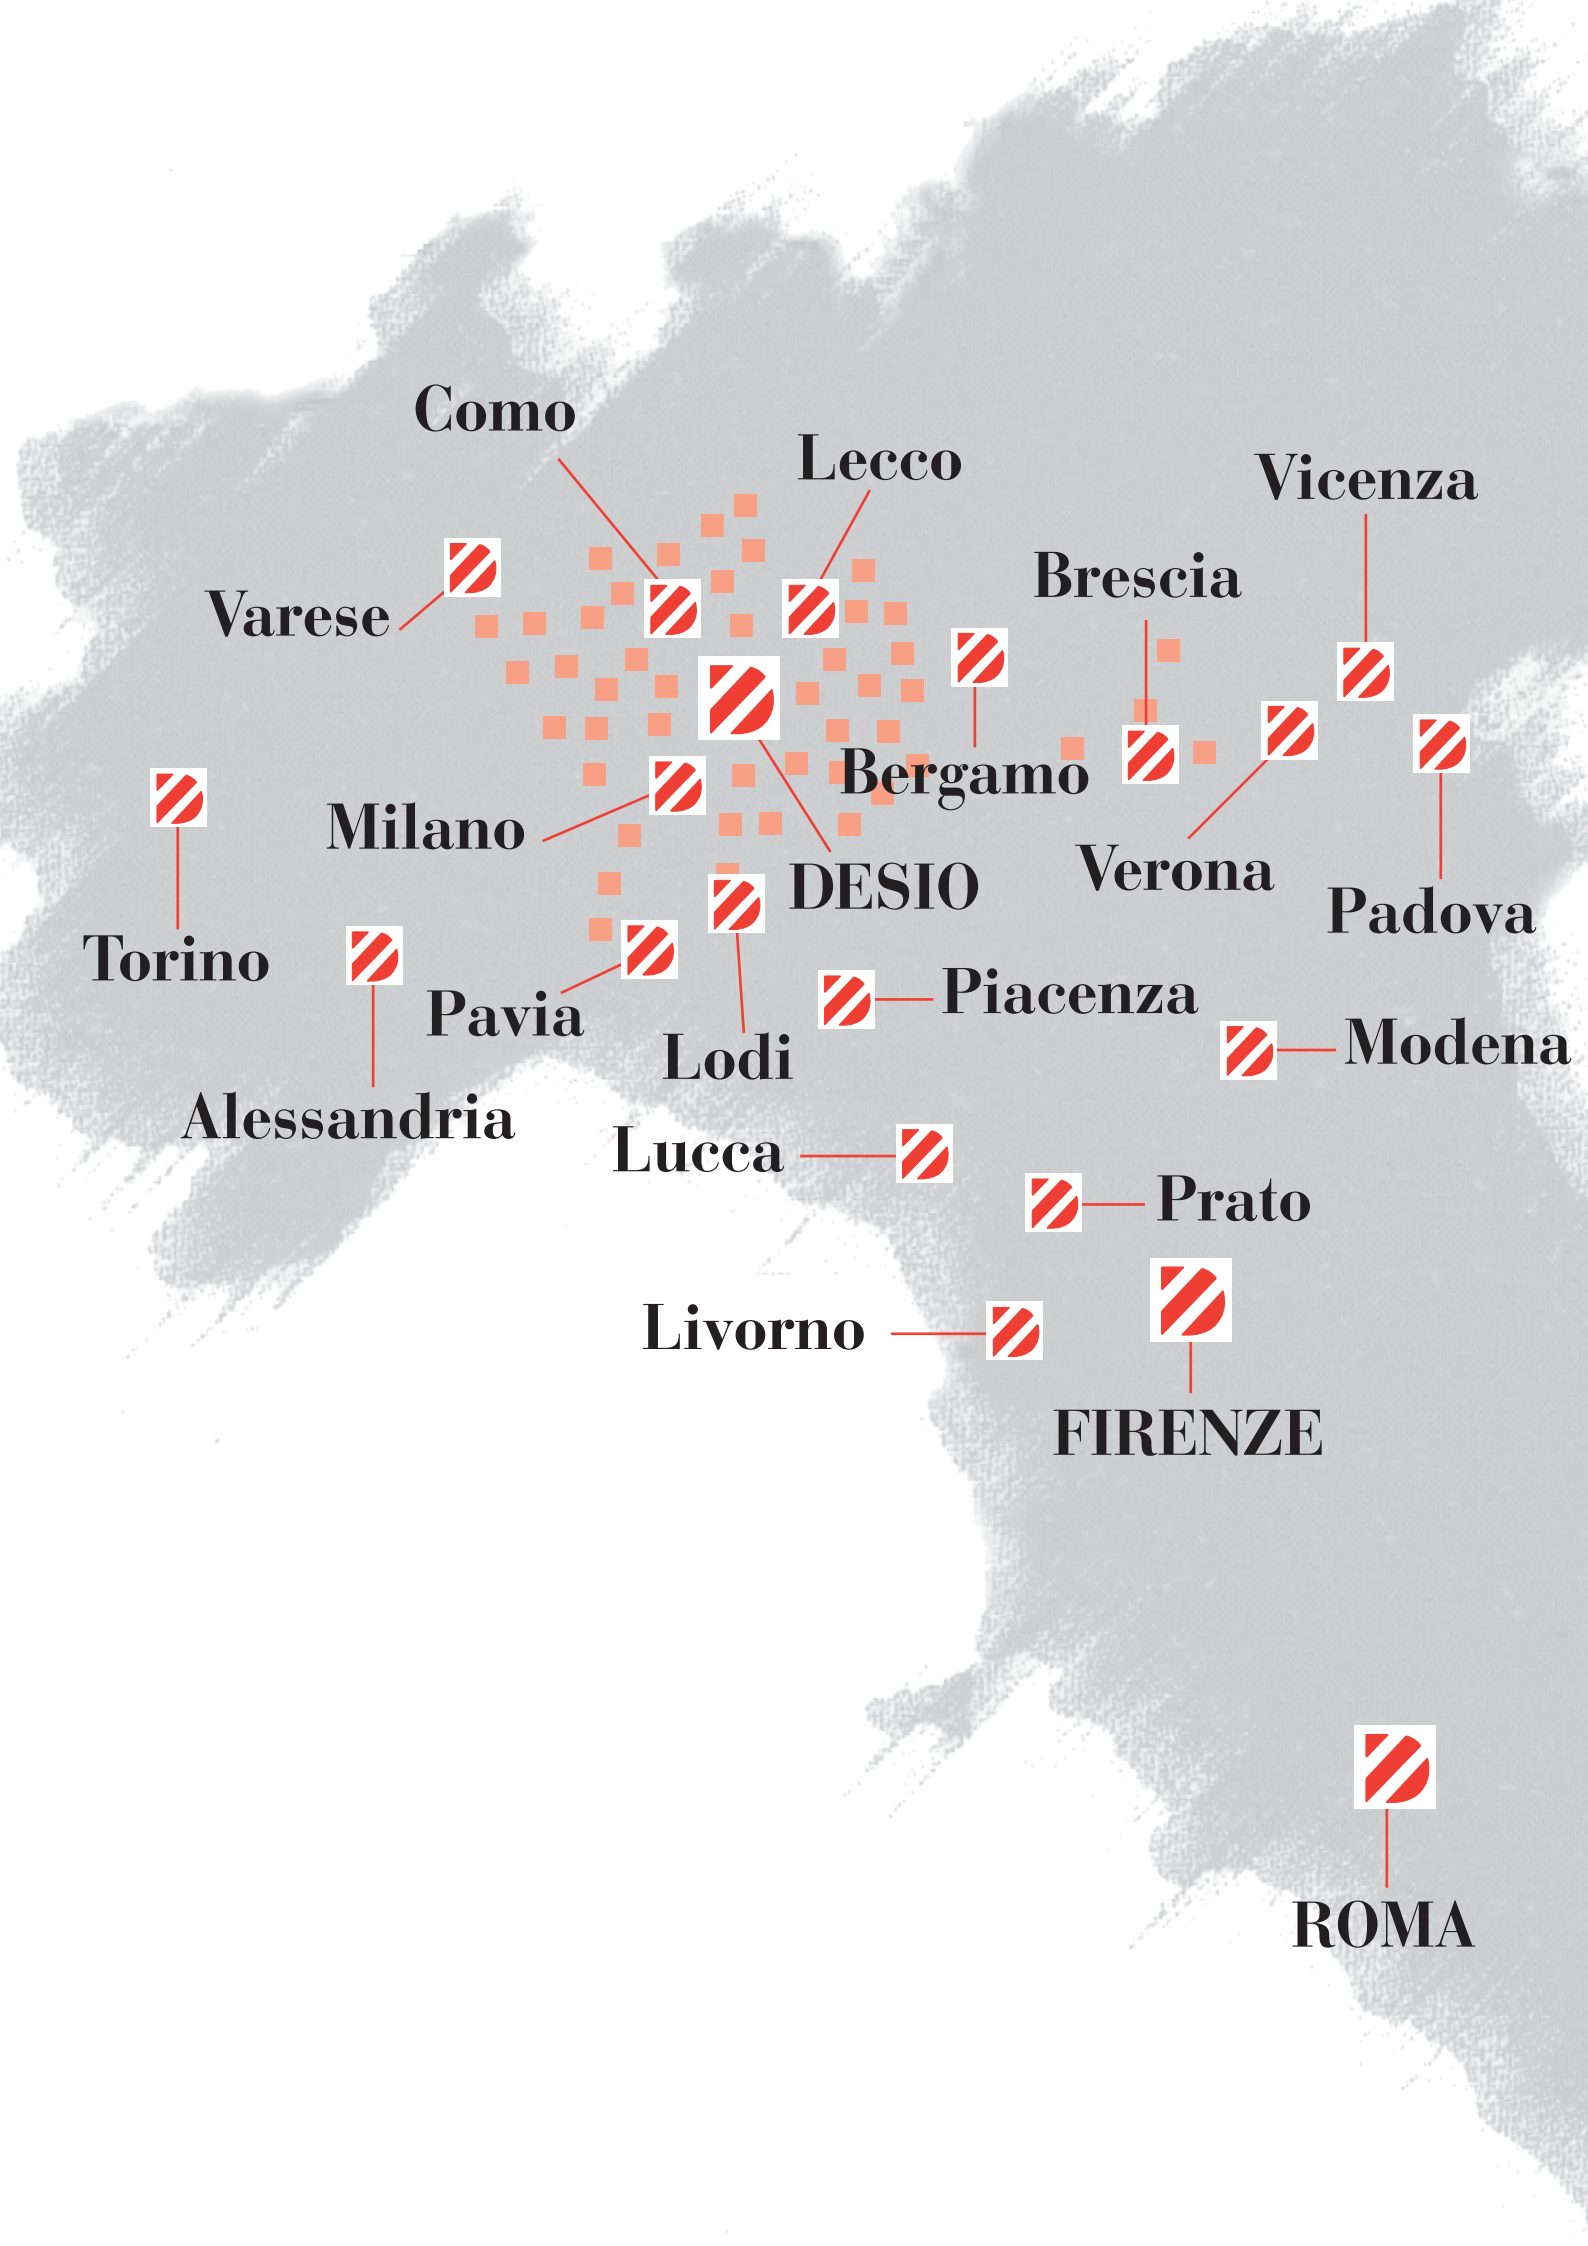 Como
Lecco
Vicenza
Brescia
Varese
Bergamo
Milano
DESIO
Verona
Padova
Torino
Pavia
Piacenza
Lodi
Modena
Alessandria
Lucca
Prato
Livorno
FIRENZE
ROMA